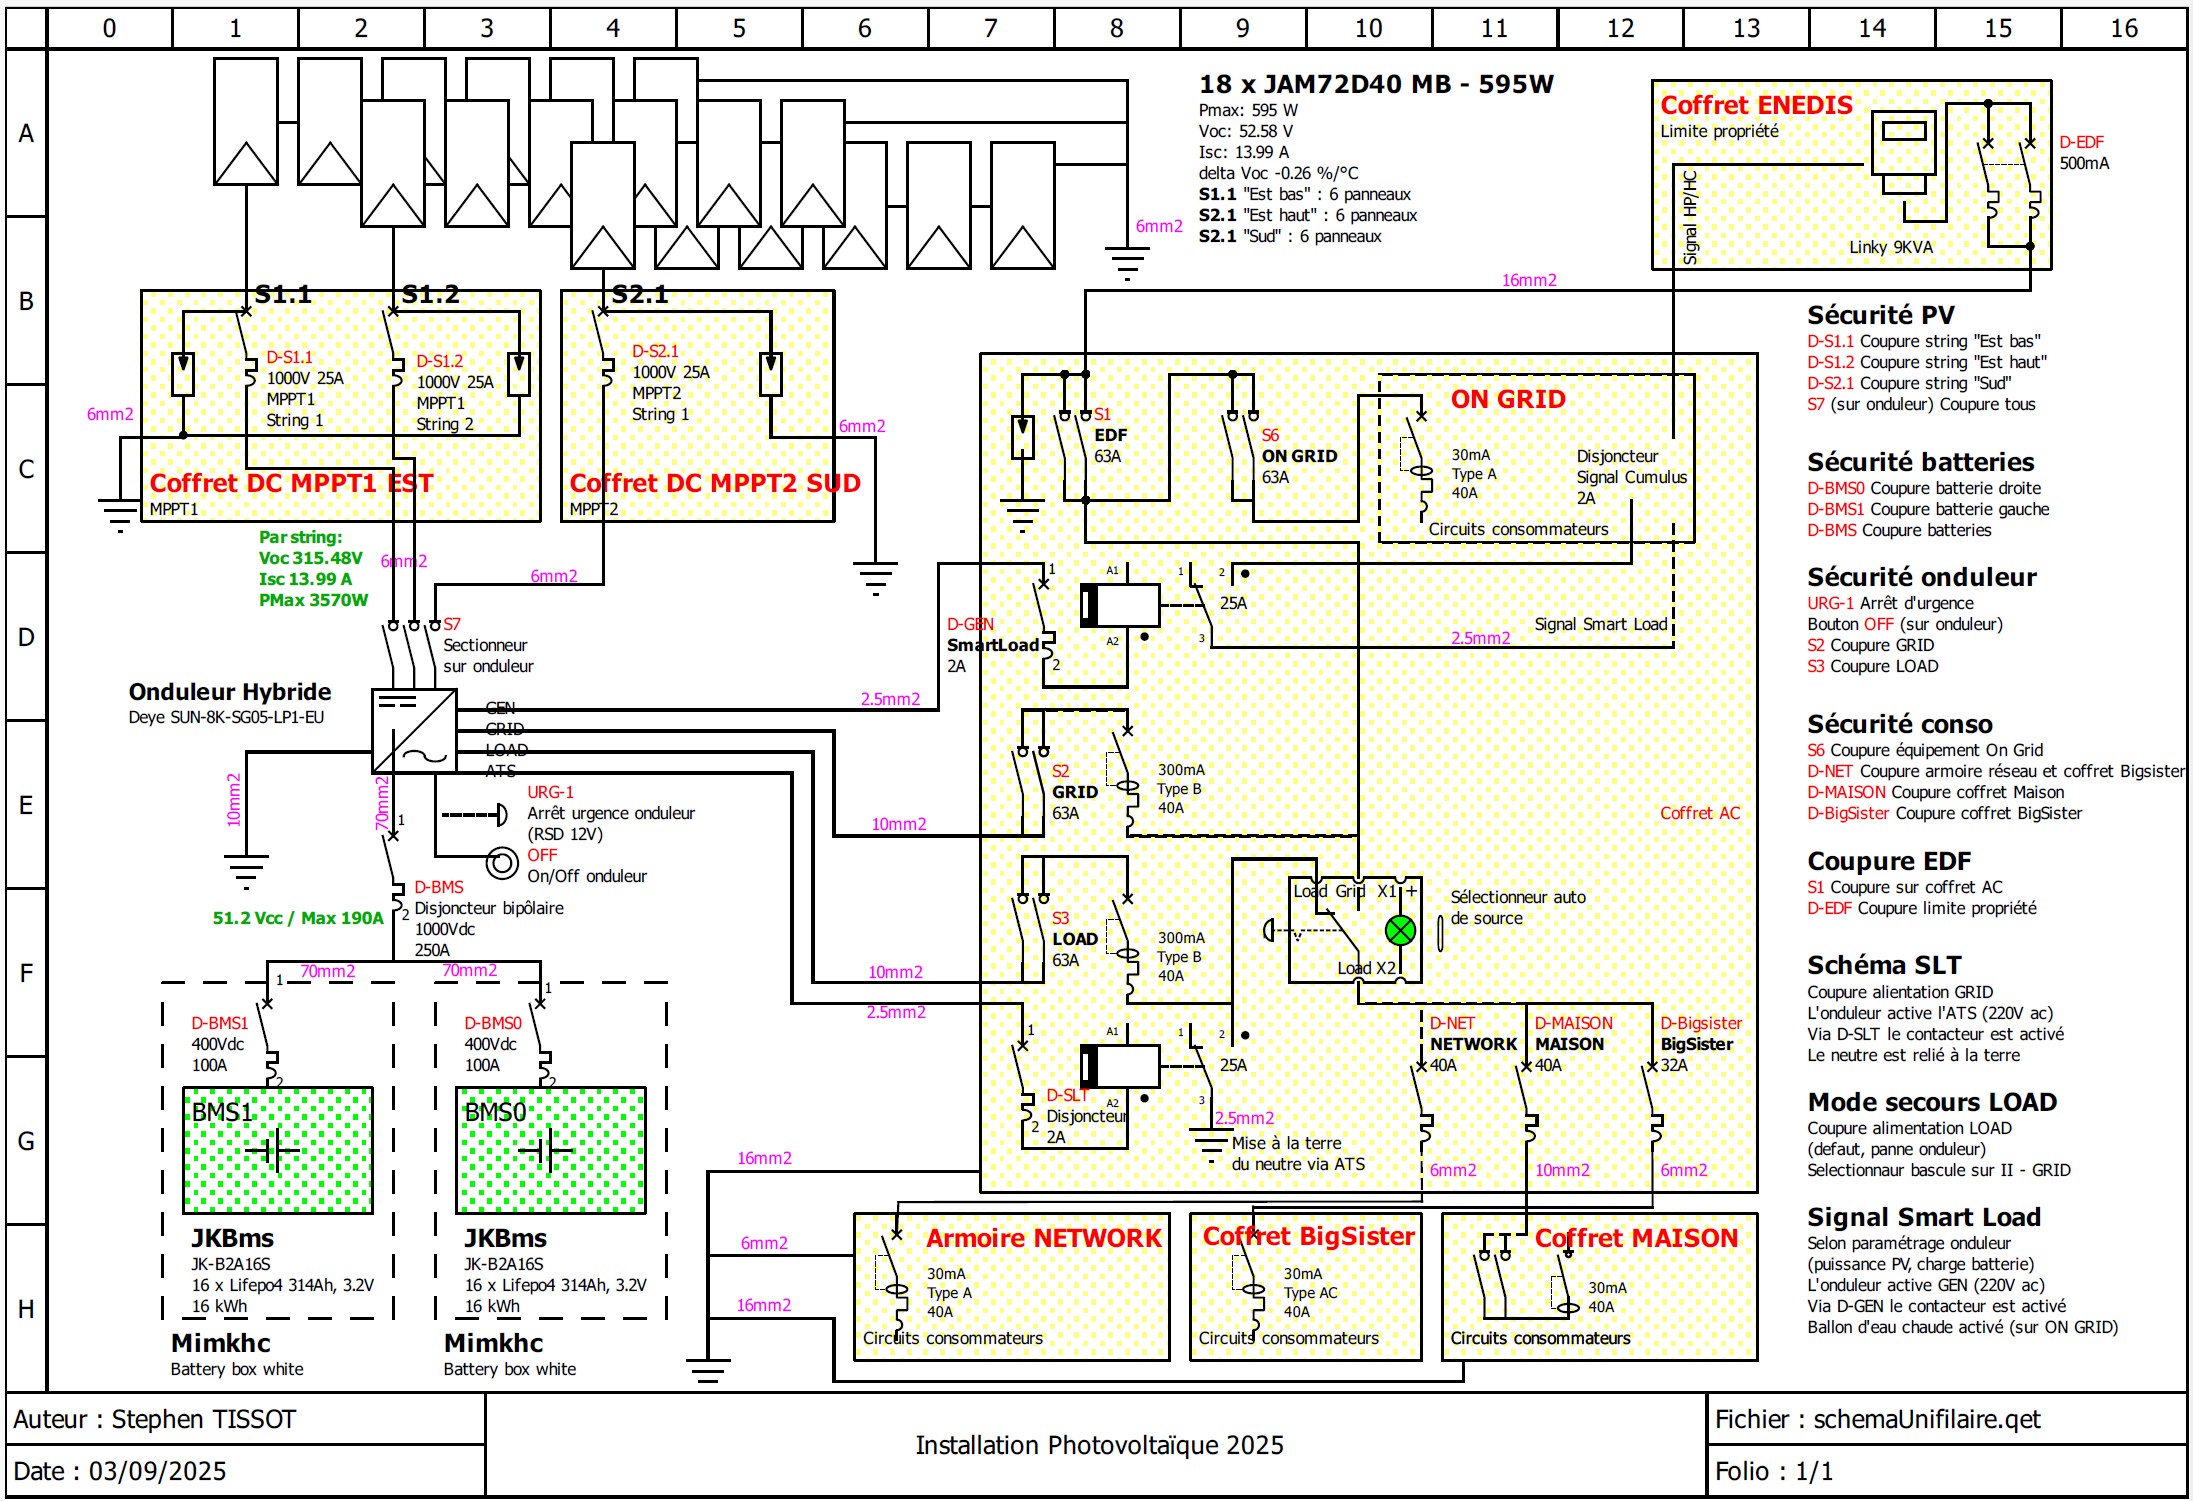 0 1 2 3 4 5 6 7 8 9 10 11 12 13 14 15 16
A
B
C
D
E
F
G
H
18 x JAM72D40 MB - 595W
Pmax: 595 W
Voc: 52.58 V
Isc: 13.99 A
delta Voc -0.26 %/°C
S1.1 "Est bas" : 6 panneaux
S2.1 "Est haut" : 6 panneaux
S2.1 "Sud" : 6 panneaux
6mm2
Coffret ENEDIS
Limite propriété
Signal HP/HC
Linky 9KVA
D-EDF
500mA
16mm2
S1.1
S1.2
D-S1.1
1000V 25A
MPPT1
String 1
D-S1.2
1000V 25A
MPPT1
String 2
6mm2
Coffret DC MPPT1 EST
MPPT1
S2.1
D-S2.1
1000V 25A
MPPT2
String 1
6mm2
Coffret DC MPPT2 SUD
MPPT2
Par string:
Voc 315.48V
Isc 13.99 A
PMax 3570W
6mm2
6mm2
S7
Sectionneur
sur onduleur
Onduleur Hybride
Deye SUN-8K-SG05-LP1-EU
GEN
GRID
LOAD
ATS
10mm2
70mm2
1
URG-1
Arrêt urgence onduleur
(RSD 12V)
OFF
On/Off onduleur
D-BMS
2
Disjoncteur bipôlaire
1000Vdc
250A
51.2 Vcc / Max 190A
70mm2
70mm2
1
D-BMS1
400Vdc
100A
2
BMS1
JKBms
JK-B2A16S
16 x Lifepo4 314Ah, 3.2V
16 kWh
Mimkhc
Battery box white
1
D-BMS0
400Vdc
100A
2
BMS0
JKBms
JK-B2A16S
16 x Lifepo4 314Ah, 3.2V
16 kWh
Mimkhc
Battery box white
S1
EDF
63A
S6
ON GRID
63A
ON GRID
30mA
Type A
40A
Circuits consommateurs
Disjoncteur
Signal Cumulus
2A
1
D-GEN
SmartLoad
2A
2
A1
A2
1
2
25A
3
Signal Smart Load
2.5mm2
2.5mm2
S2
GRID
63A
300mA
Type B
40A
10mm2
Coffret AC
S3
LOAD
63A
300mA
Type B
40A
10mm2
Load Grid X1 +
Load X2
Sélectionneur auto
de source
2.5mm2
1
D-SLT
Disjoncteur
2A
2
A1
A2
1
2
25A
3
2.5mm2
Mise à la terre
du neutre via ATS
D-NET
NETWORK
40A
6mm2
D-MAISON
MAISON
40A
10mm2
D-Bigsister
BigSister
32A
6mm2
16mm2
6mm2
16mm2
Armoire NETWORK
30mA
Type A
40A
Circuits consommateurs
Coffret BigSister
30mA
Type AC
40A
Circuits consommateurs
Coffret MAISON
30mA
40A
Circuits consommateurs
Sécurité PV
D-S1.1 Coupure string "Est bas"
D-S1.2 Coupure string "Est haut"
D-S2.1 Coupure string "Sud"
S7 (sur onduleur) Coupure tous
Sécurité batteries
D-BMS0 Coupure batterie droite
D-BMS1 Coupure batterie gauche
D-BMS Coupure batteries
Sécurité onduleur
URG-1 Arrêt d'urgence
Bouton OFF (sur onduleur)
S2 Coupure GRID
S3 Coupure LOAD
Sécurité conso
S6 Coupure équipement On Grid
D-NET Coupure armoire réseau et coffret Bigsister
D-MAISON Coupure coffret Maison
D-BigSister Coupure coffret BigSister
Coupure EDF
S1 Coupure sur coffret AC
D-EDF Coupure limite propriété
Schéma SLT
Coupure alientation GRID
L'onduleur active l'ATS (220V ac)
Via D-SLT le contacteur est activé
Le neutre est relié à la terre
Mode secours LOAD
Coupure alimentation LOAD
(defaut, panne onduleur)
Selectionnaur bascule sur II - GRID
Signal Smart Load
Selon paramétrage onduleur
(puissance PV, charge batterie)
L'onduleur active GEN (220V ac)
Via D-GEN le contacteur est activé
Ballon d'eau chaude activé (sur ON GRID)
Auteur : Stephen TISSOT
Date : 03/09/2025
Installation Photovoltaïque 2025
Fichier : schemaUnifilaire.qet
Folio : 1/1